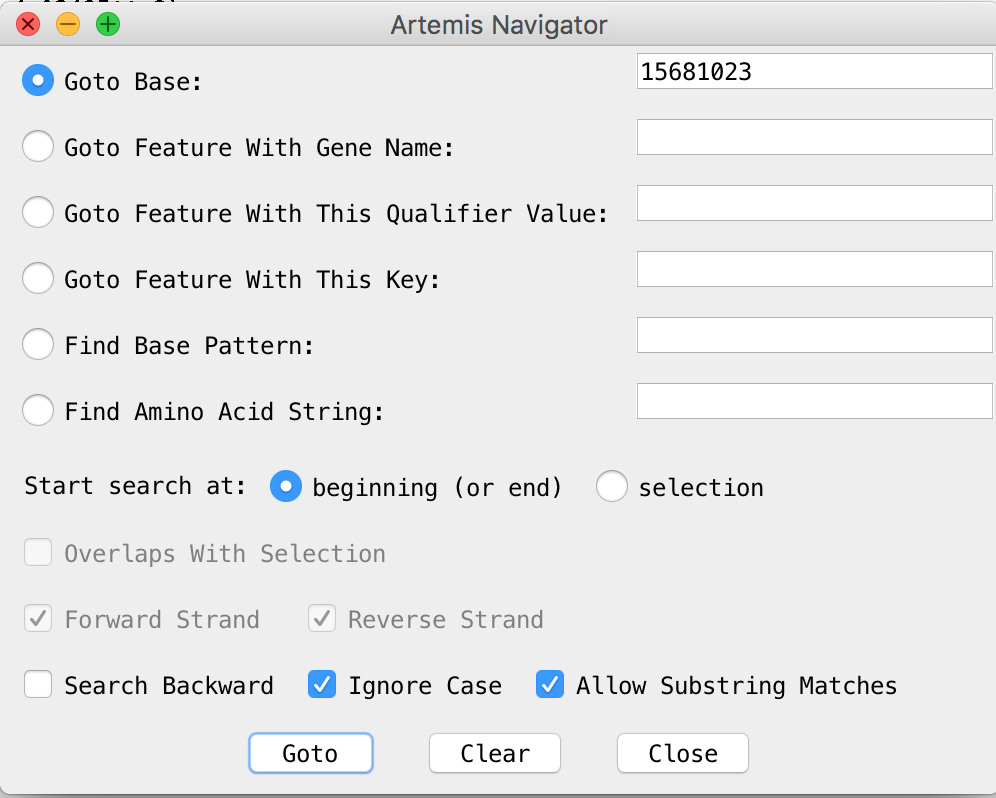 Artemis Navigator
Goto Base: 15681023
Goto Feature With Gene Name:
Goto Feature With This Qualifier Value:
Goto Feature With This Key:
Find Base Pattern:
Find Amino Acid String:
Start search at: beginning (or end) selection
Overlaps With Selection
Forward Strand Reverse Strand
Search Backward Ignore Case Allow Substring Matches
Goto Clear Close